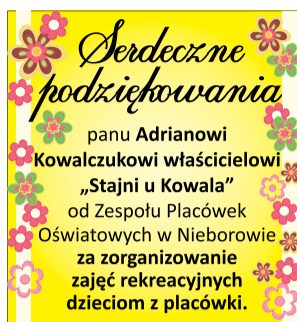 Serdeczne
podziękowania
panu Adrianowi
Kowalczukowi właścicielowi
„Stajni u Kowala”
od Zespołu Placówek
Oświatowych w Nieborowie
za zorganizowanie
zajęć rekreacyjnych
dzieciom z placówki.